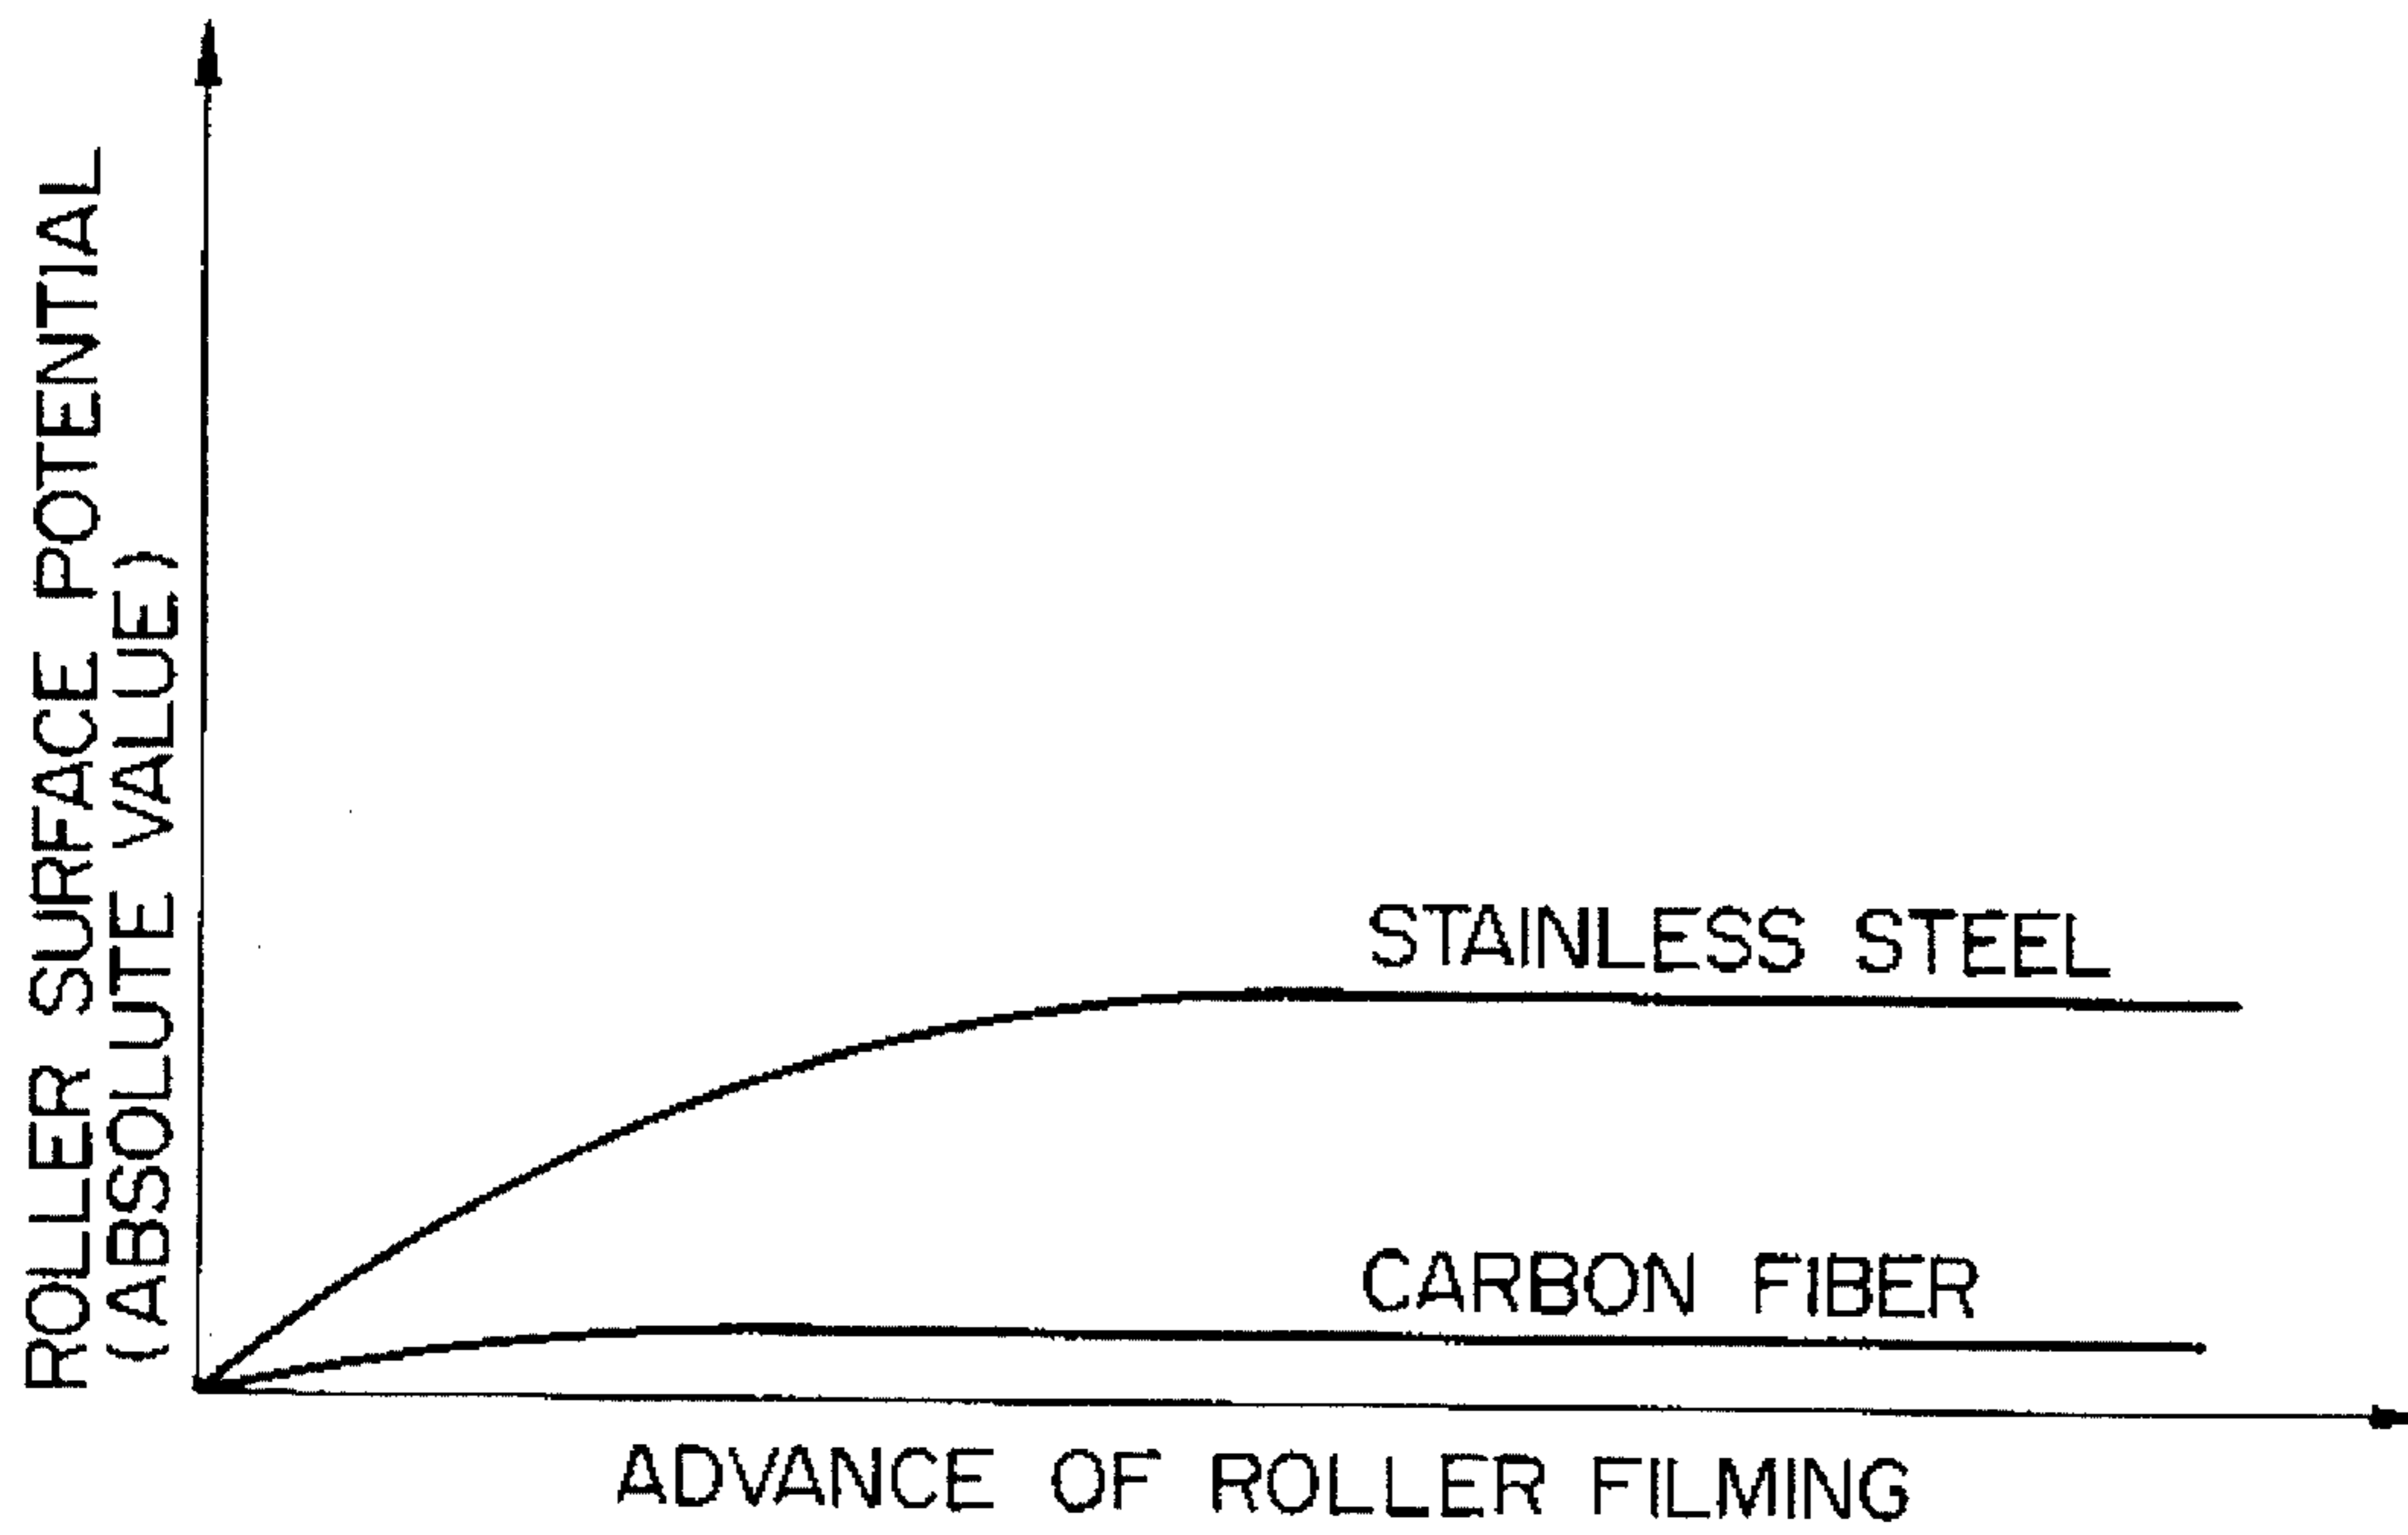 ROLLER SURFACE POTENTIAL
(ABSOLUTE VALUE)
STAINLESS STEEL
CARBON FIBER
ADVANCE OF ROLLER FILMING